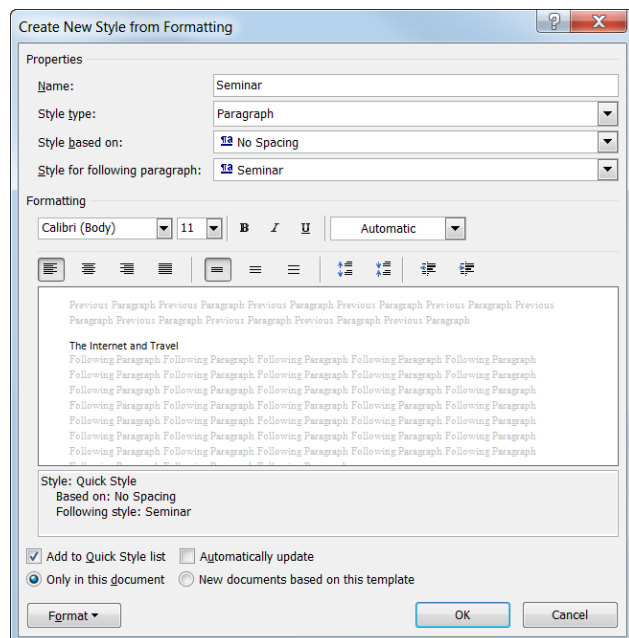 Create New Style from Formatting
Properties
Name: Seminar
Style type: Paragraph
Style based on: ¶a No Spacing
Style for following paragraph: ¶a Seminar
Formatting
Calibri (Body) 11 B I U Automatic
Previous Paragraph Previous Paragraph Previous Paragraph Previous Paragraph Previous Paragraph Previous
Paragraph Previous Paragraph Previous Paragraph Previous Paragraph Previous Paragraph
The Internet and Travel
Following Paragraph Following Paragraph Following Paragraph Following Paragraph Following Paragraph
Following Paragraph Following Paragraph Following Paragraph Following Paragraph Following Paragraph
Following Paragraph Following Paragraph Following Paragraph Following Paragraph Following Paragraph
Following Paragraph Following Paragraph Following Paragraph Following Paragraph Following Paragraph
Following Paragraph Following Paragraph Following Paragraph Following Paragraph Following Paragraph
Following Paragraph Following Paragraph Following Paragraph Following Paragraph Following Paragraph
Following Paragraph Following Paragraph Following Paragraph Following Paragraph Following Paragraph
Style: Quick Style
Based on: No Spacing
Following style: Seminar
Add to Quick Style list Automatically update
Only in this document New documents based on this template
Format OK Cancel